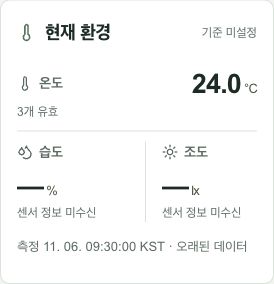 현재 환경
기준 미설정
온도
24.0 °C
3개 유효
습도
— %
센서 정보 미수신
조도
— lx
센서 정보 미수신
측정 11. 06. 09:30:00 KST · 오래된 데이터